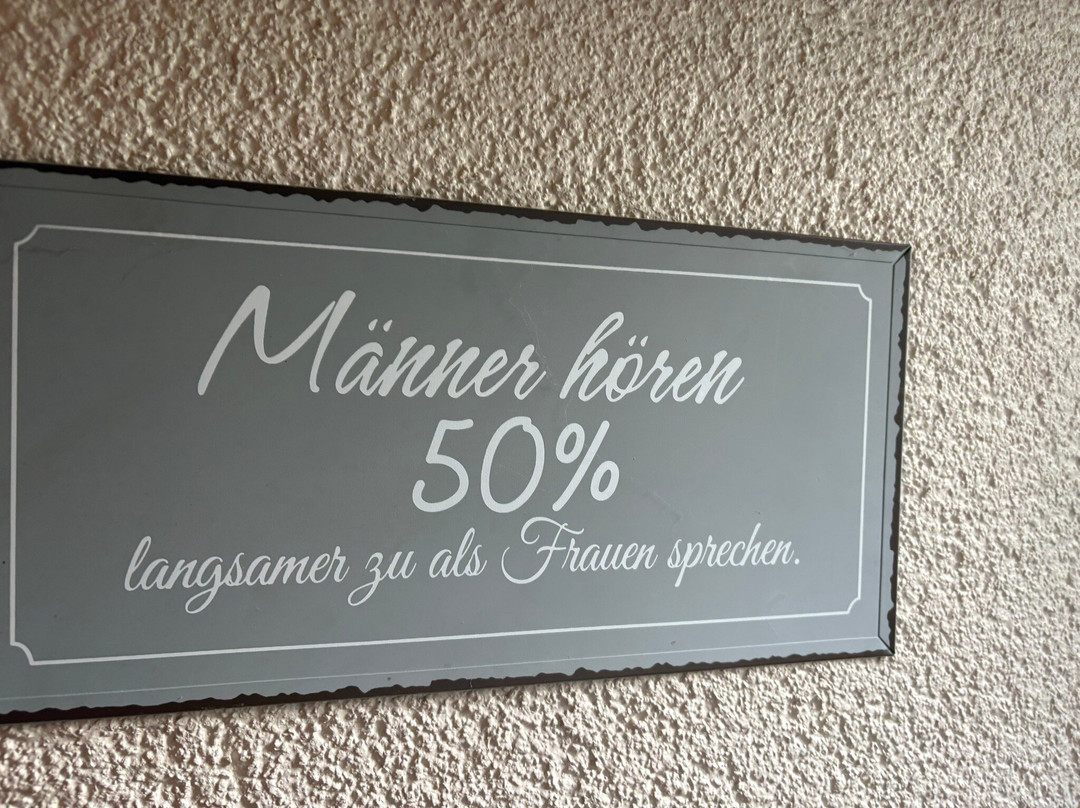 Männer hören
50%
langsamer zu als Frauen sprechen.